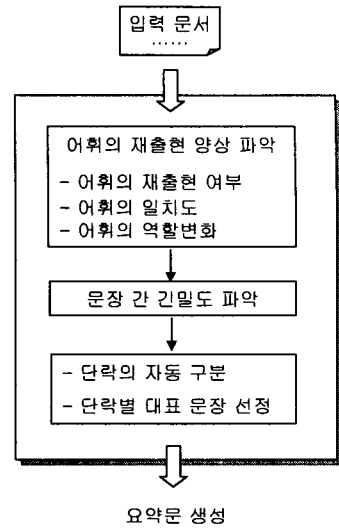 입력 문서
......
어휘의 재출현 양상 파악
– 어휘의 재출현 여부
– 어휘의 일치도
– 어휘의 역할변화
문장 간 긴밀도 파악
– 단락의 자동 구분
– 단락별 대표 문장 선정
요약문 생성